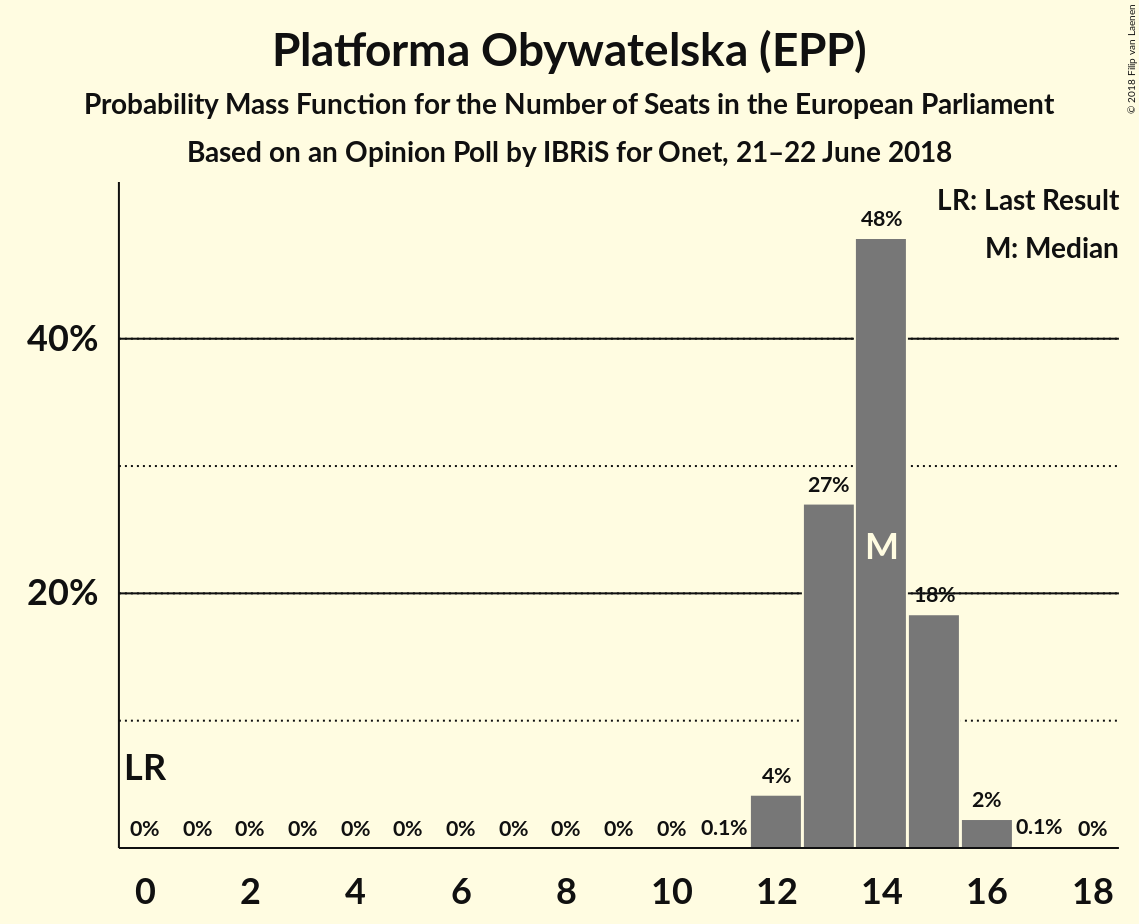 Platforma Obywatelska (EPP)
Probability Mass Function for the Number of Seats in the European Parliament
Based on an Opinion Poll by IBRiS for Onet, 21–22 June 2018
© 2018 Filip van Laenen
LR: Last Result
M: Median
48%
40%
27%
M
20%
18%
LR
4%
2%
0% 0% 0% 0% 0% 0% 0% 0% 0% 0% 0% 0.1% 0.1% 0%
0 2 4 6 8 10 12 14 16 18